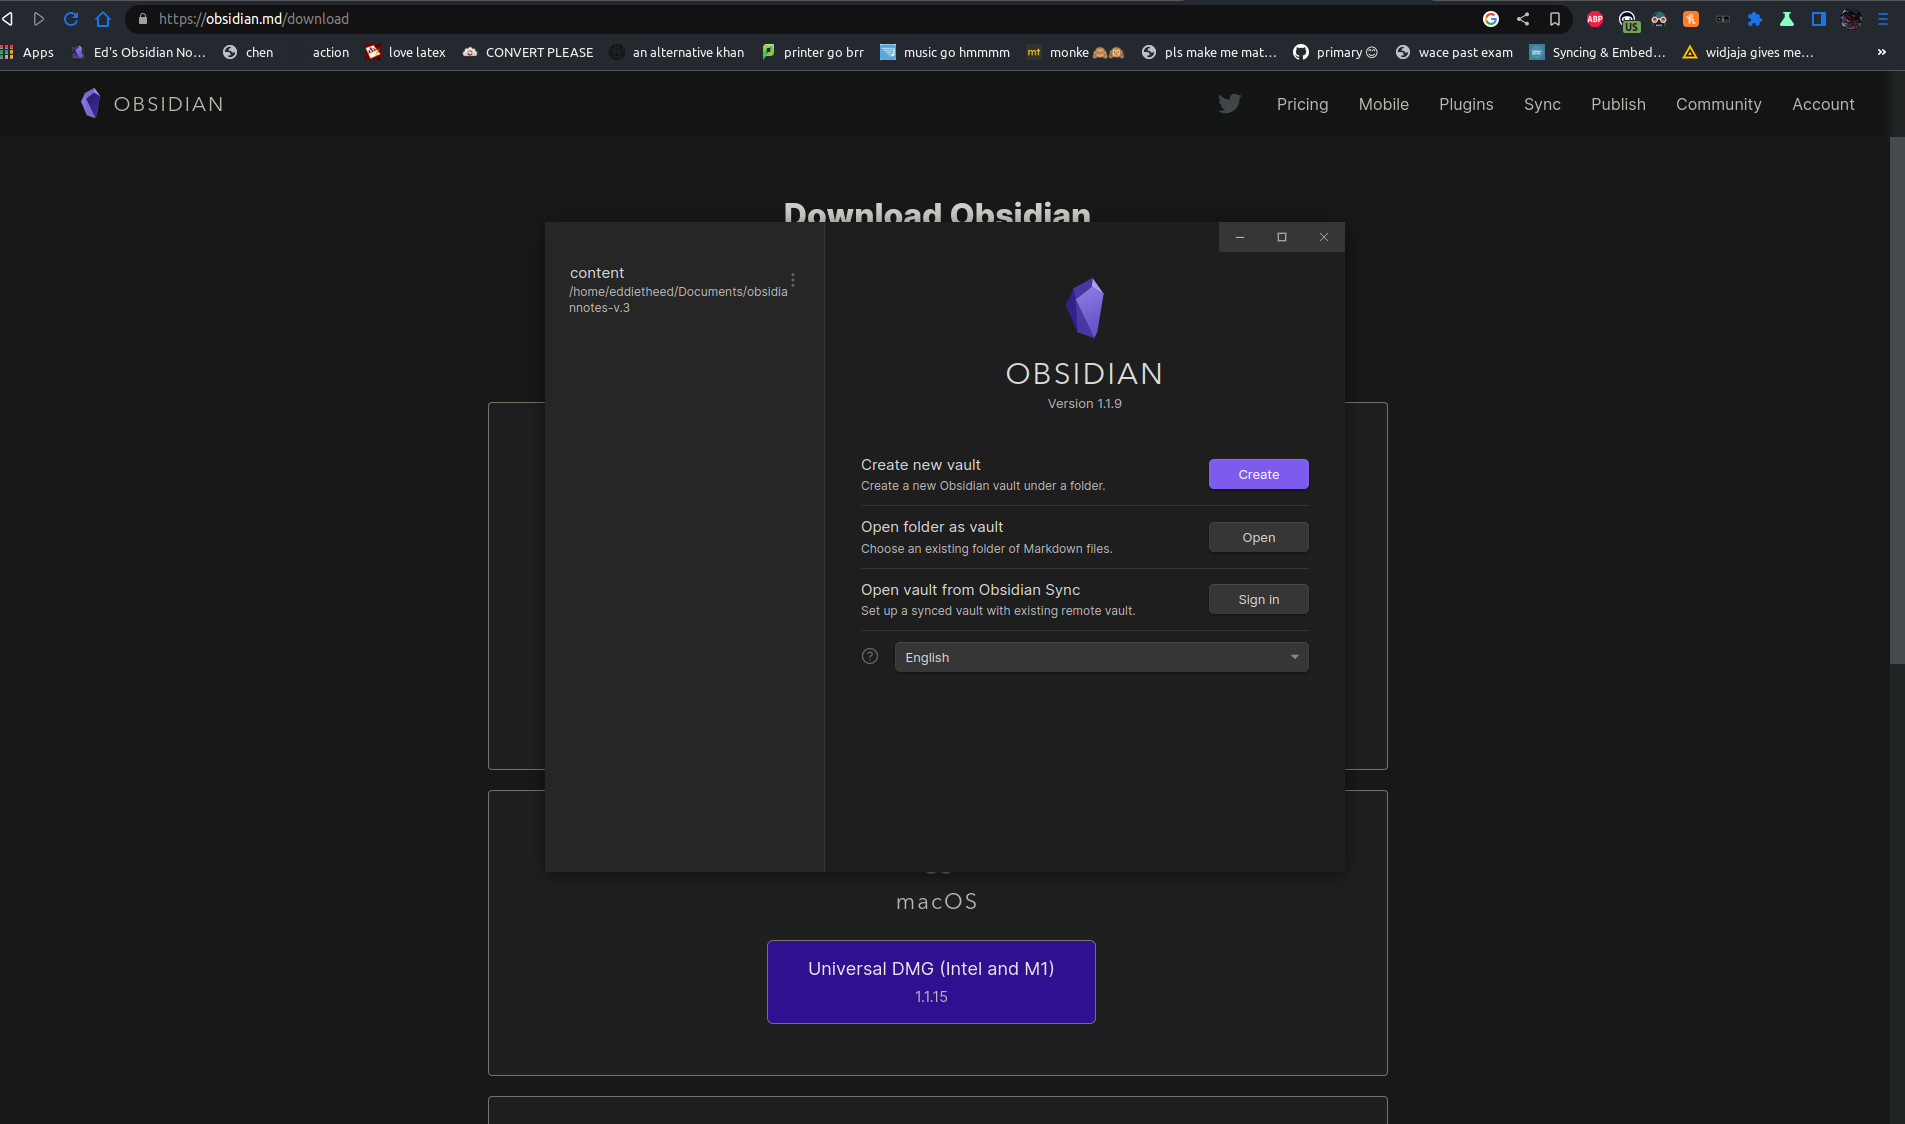 https://obsidian.md/download
ABP
US
Apps
Ed's Obsidian No...
chen
action
love latex
CONVERT PLEASE
an alternative khan
printer go brr
music go hmmmm
mt
monke 🙈🙉
pls make me mat...
primary 😊
wace past exam
Syncing & Embed...
widjaja gives me...
»
OBSIDIAN
Pricing
Mobile
Plugins
Sync
Publish
Community
Account
Download Obsidian
content
/home/eddietheed/Documents/obsidia
nnotes-v.3
OBSIDIAN
Version 1.1.9
Create new vault
Create a new Obsidian vault under a folder.
Create
Open folder as vault
Choose an existing folder of Markdown files.
Open
Open vault from Obsidian Sync
Set up a synced vault with existing remote vault.
Sign in
English
macOS
Universal DMG (Intel and M1)
1.1.15